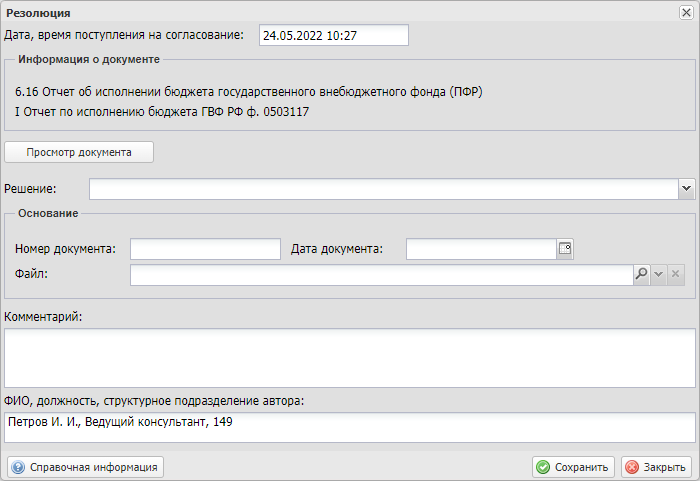 Резолюция
Дата, время поступления на согласование: 24.05.2022 10:27
Информация о документе
6.16 Отчет об исполнении бюджета государственного внебюджетного фонда (ПФР)
I Отчет по исполнению бюджета ГВФ РФ ф. 0503117
Просмотр документа
Решение:
Основание
Номер документа: Дата документа:
Файл:
Комментарий:
ФИО, должность, структурное подразделение автора:
Петров И. И., Ведущий консультант, 149
Справочная информация Сохранить Закрыть